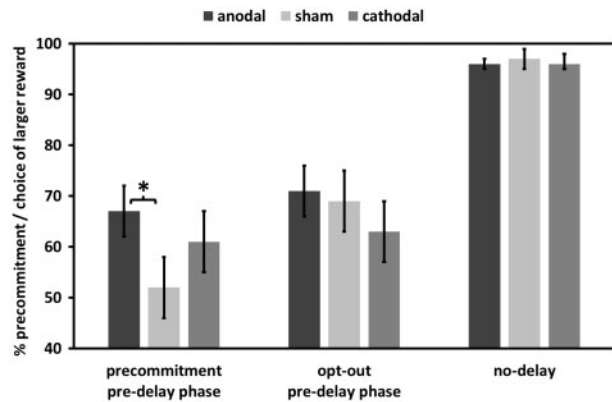 anodal sham cathodal
% precommitment / choice of larger reward
100
90
80
70
60
50
40
*
precommitment
pre-delay phase
opt-out
pre-delay phase
no-delay